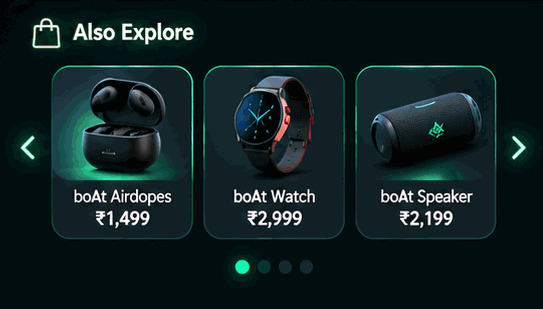 Also Explore
boAt Airdopes
₹1,499
boAt Watch
₹2,999
boAt Speaker
₹2,199